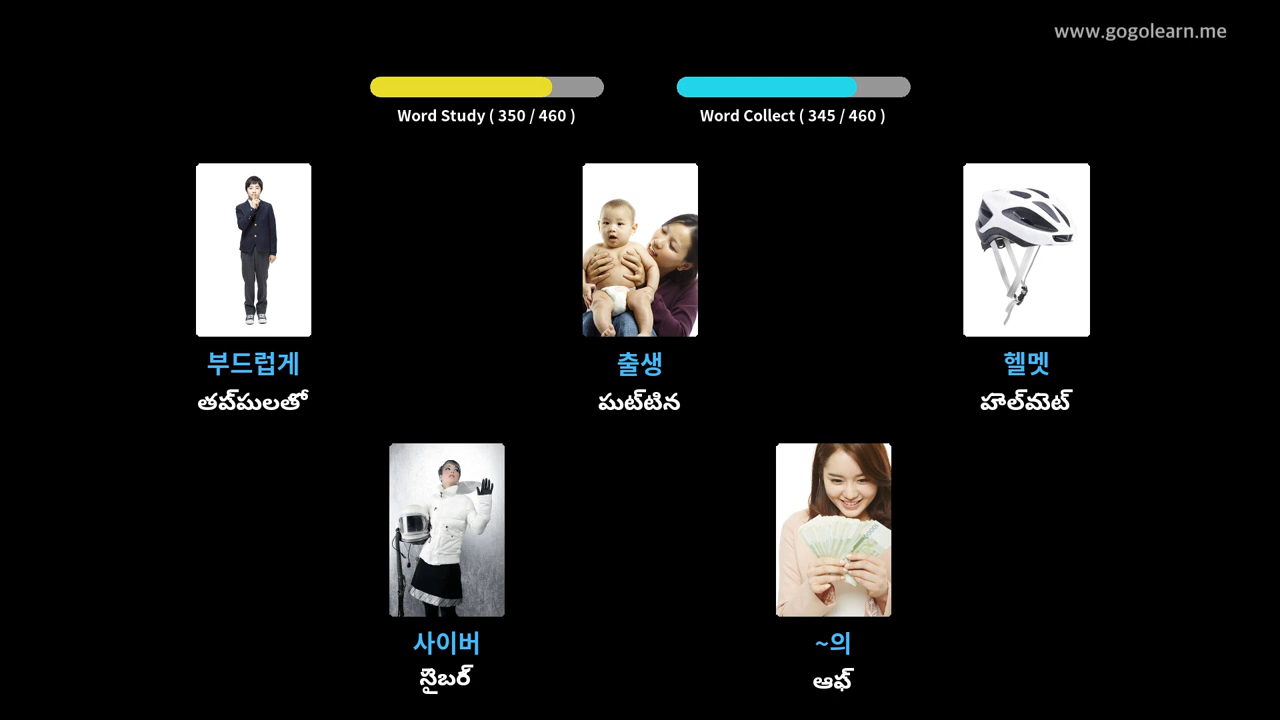 www.gogolearn.me
Word Study ( 350 / 460 )
Word Collect ( 345 / 460 )
부드럽게
తప్పులతో
출생
పుట్టిన
헬멧
హెల్మెట్
사이버
సైబర్
~의
ఆఫ్